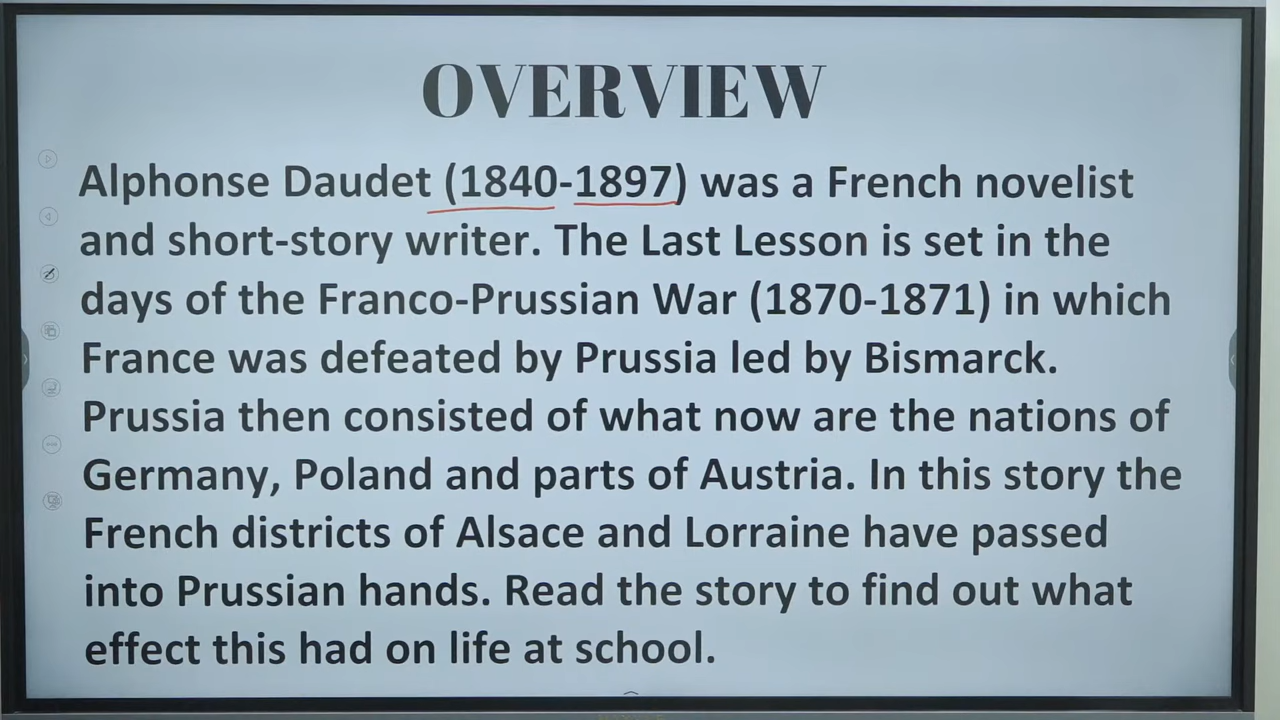 OVERVIEW
Alphonse Daudet (1840-1897) was a French novelist
and short-story writer. The Last Lesson is set in the
days of the Franco-Prussian War (1870-1871) in which
France was defeated by Prussia led by Bismarck.
Prussia then consisted of what now are the nations of
Germany, Poland and parts of Austria. In this story the
French districts of Alsace and Lorraine have passed
into Prussian hands. Read the story to find out what
effect this had on life at school.